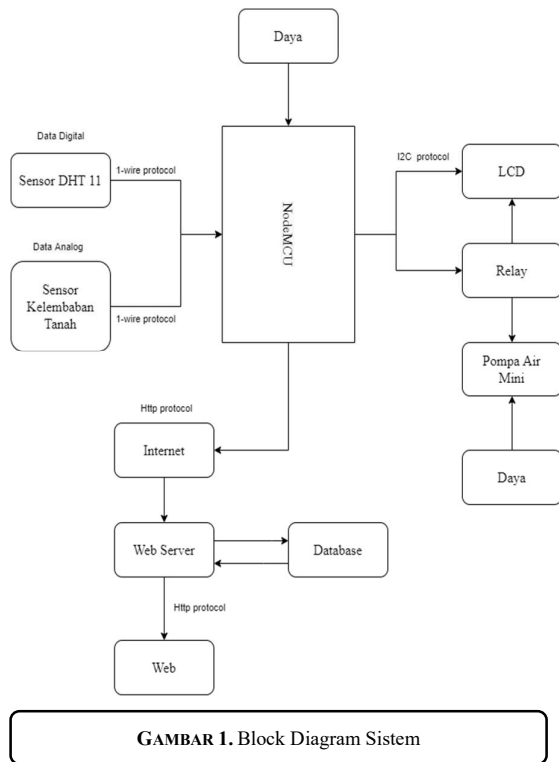 Daya
Data Digital
Sensor DHT 11
1-wire protocol
Data Analog
Sensor
Kelembaban
Tanah
1-wire protocol
NodeMCU
I2C protocol
LCD
Relay
Pompa Air
Mini
Daya
Http protocol
Internet
Web Server
Database
Http protocol
Web
GAMBAR 1. Block Diagram Sistem